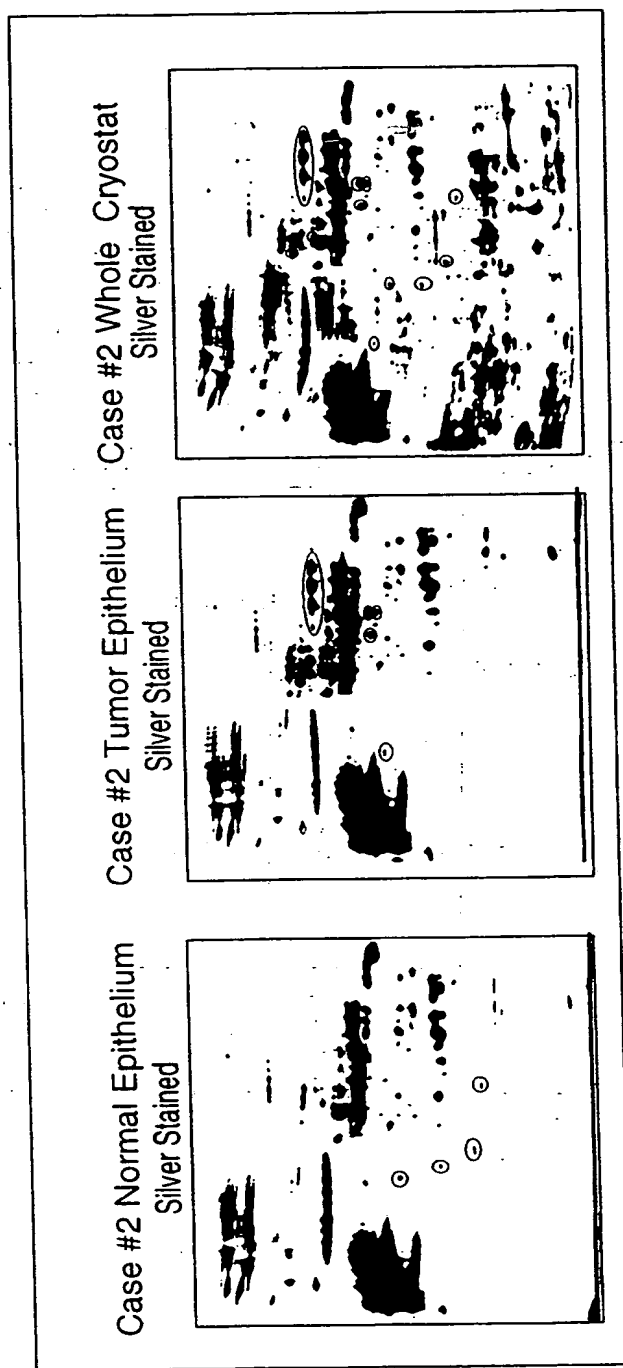 Case #2 Normal Epithelium
Silver Stained
Case #2 Tumor Epithelium
Silver Stained
Case #2 Whole Cryostat
Silver Stained